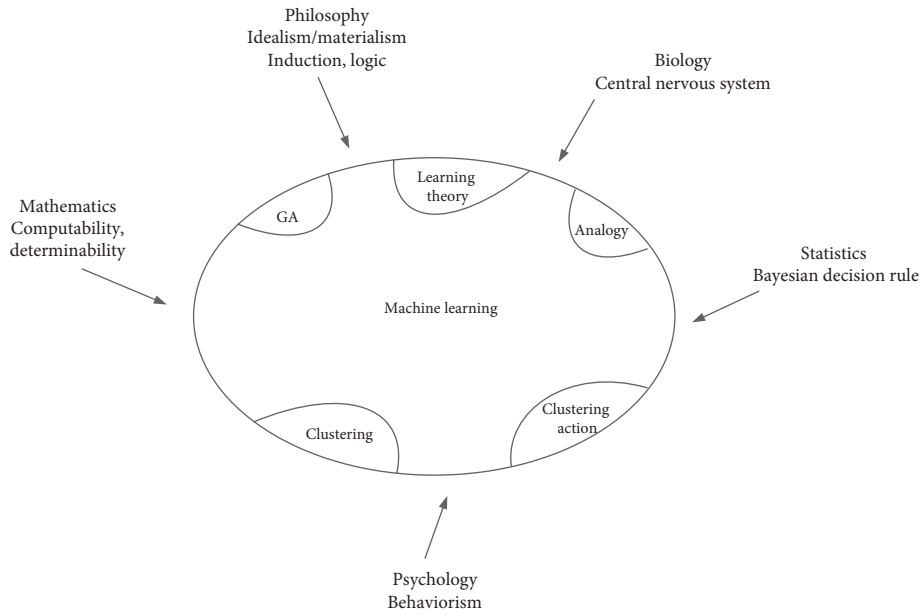 Philosophy
Idealism/materialism
Induction, logic
Biology
Central nervous system
Learning
theory
GA
Analogy
Mathematics
Computability,
determinability
Statistics
Bayesian decision rule
Machine learning
Clustering
Clustering
action
Psychology
Behaviorism